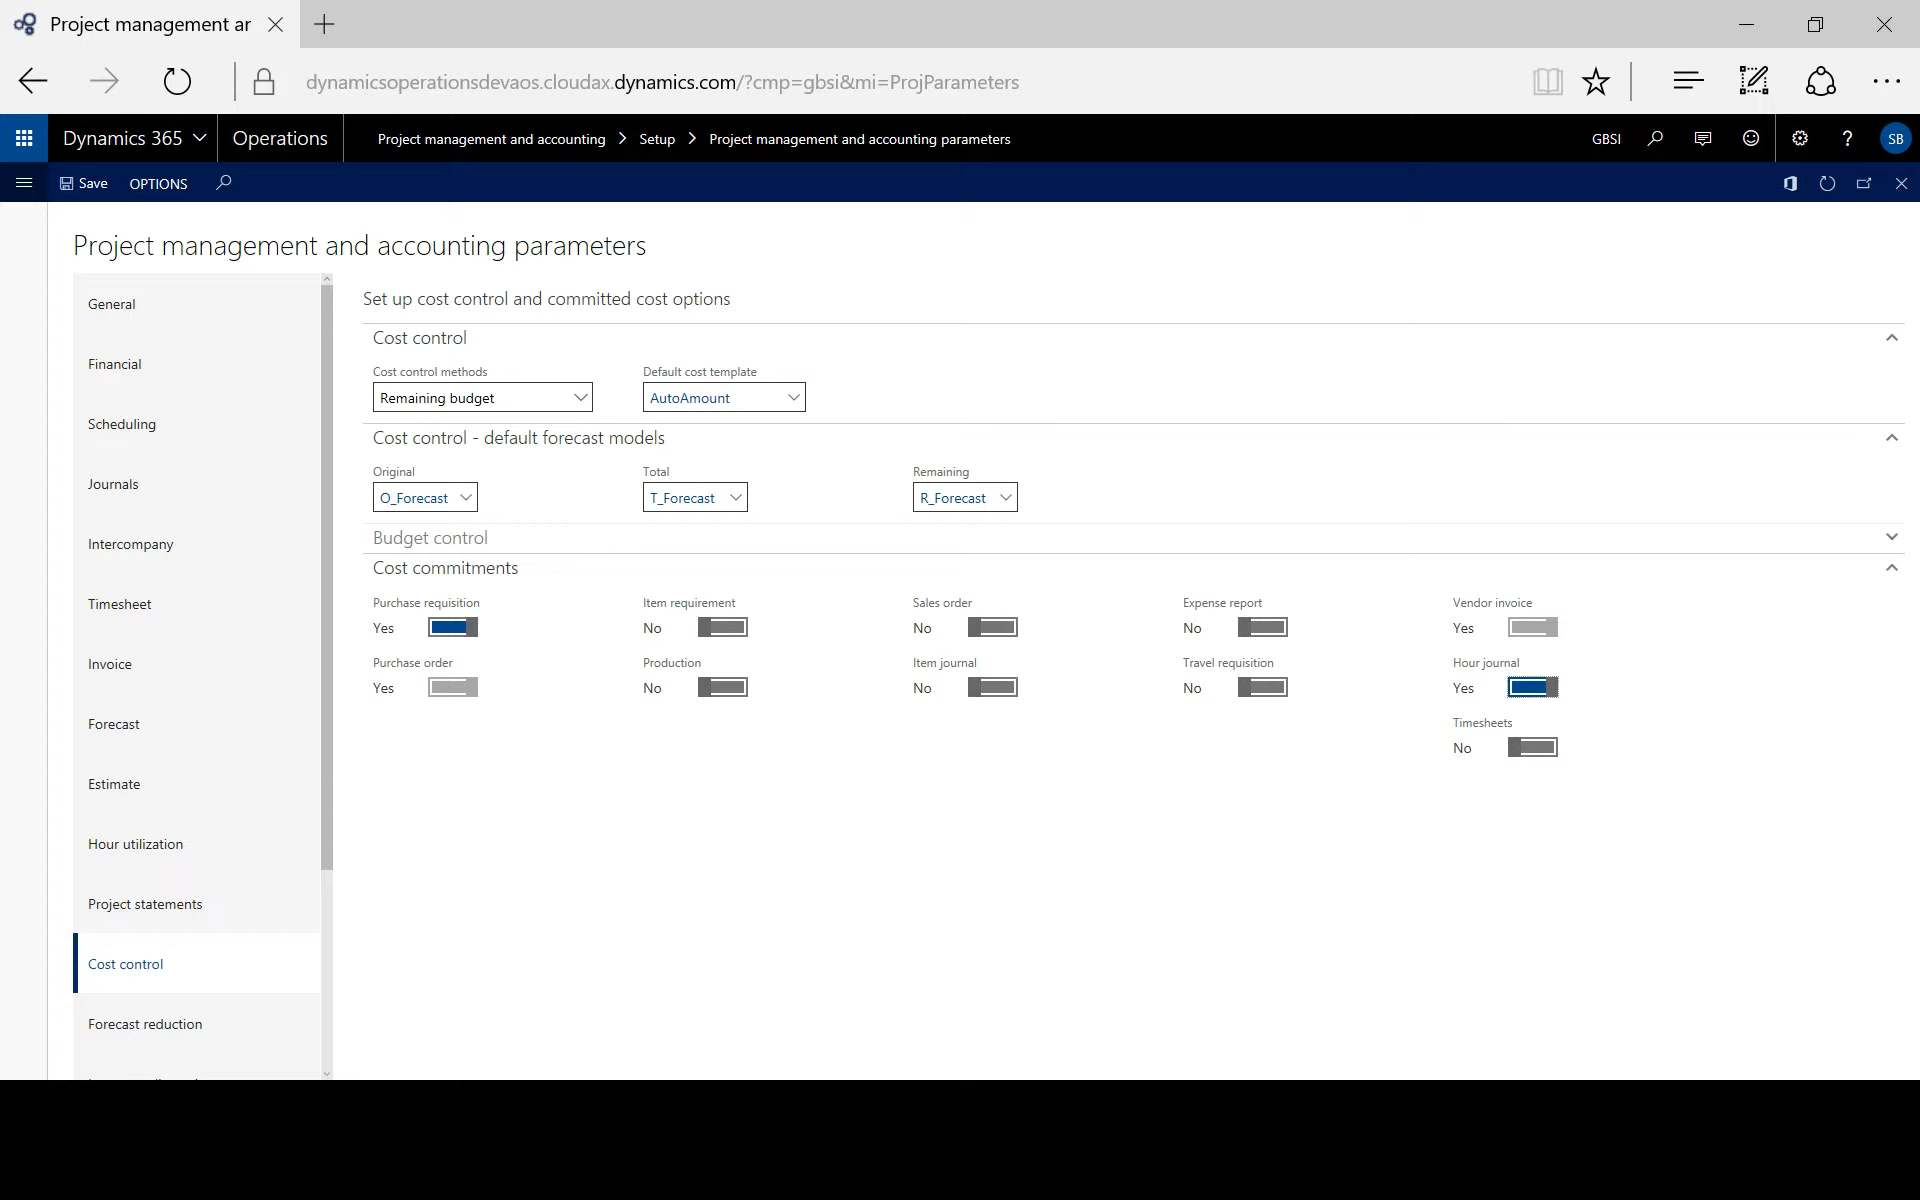 Project management ar
dynamicsoperationsdevaos.cloudax.dynamics.com/?cmp=gbsi&mi=ProjParameters
Dynamics 365 Operations Project management and accounting > Setup > Project management and accounting parameters GBSI ? SB
Save OPTIONS
Project management and accounting parameters
General
Financial
Scheduling
Journals
Intercompany
Timesheet
Invoice
Forecast
Estimate
Hour utilization
Project statements
Cost control
Forecast reduction
Set up cost control and committed cost options
Cost control
Cost control methods Default cost template
Remaining budget AutoAmount
Cost control - default forecast models
Original Total Remaining
O_Forecast T_Forecast R_Forecast
Budget control
Cost commitments
Purchase requisition Item requirement Sales order Expense report Vendor invoice
Yes No No No Yes
Purchase order Production Item journal Travel requisition Hour journal
Yes No No No Yes
Timesheets
No